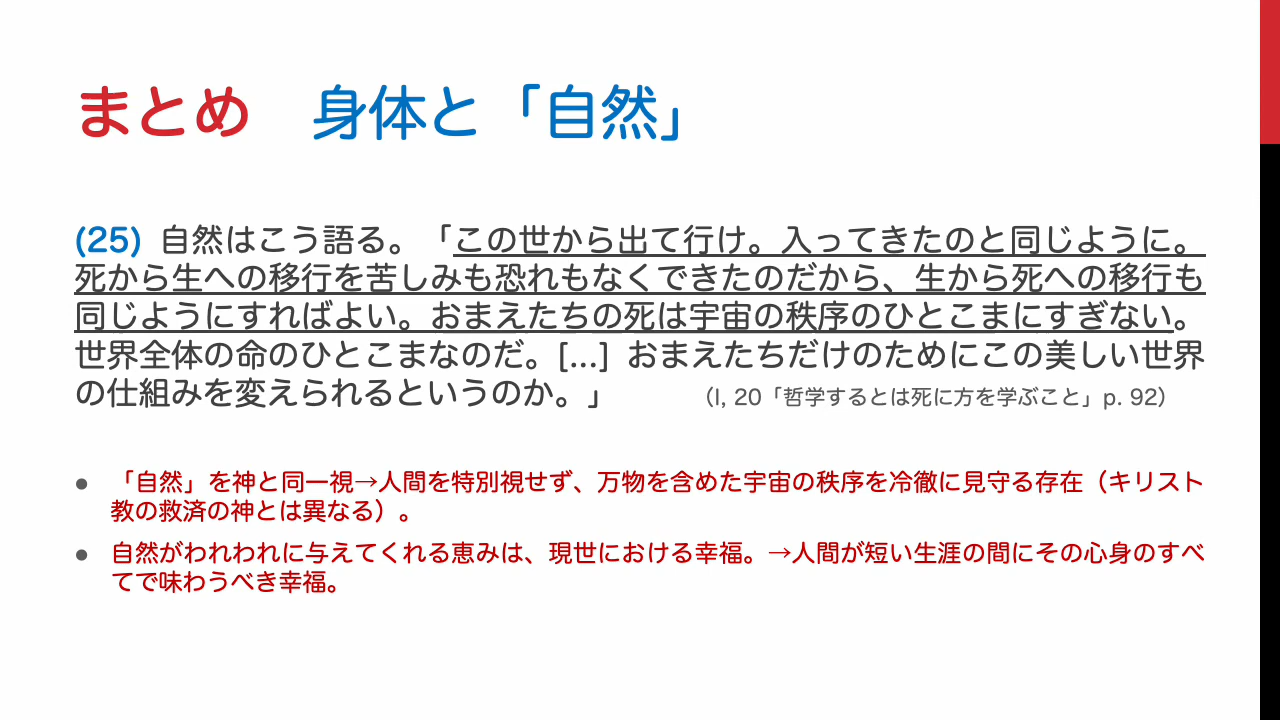 まとめ　身体と「自然」
(25) 自然はこう語る。「この世から出て行け。入ってきたのと同じように。
死から生への移行を苦しみも恐れもなくできたのだから、生から死への移行も
同じようにすればよい。おまえたちの死は宇宙の秩序のひとこまにすぎない。
世界全体の命のひとこまなのだ。[…] おまえたちだけのためにこの美しい世界
の仕組みを変えられるというのか。」　（I, 20「哲学するとは死に方を学ぶこと」p. 92）
● 「自然」を神と同一視→人間を特別視せず、万物を含めた宇宙の秩序を冷徹に見守る存在（キリスト
教の救済の神とは異なる）。
● 自然がわれわれに与えてくれる恵みは、現世における幸福。→人間が短い生涯の間にその心身のすべ
てで味わうべき幸福。